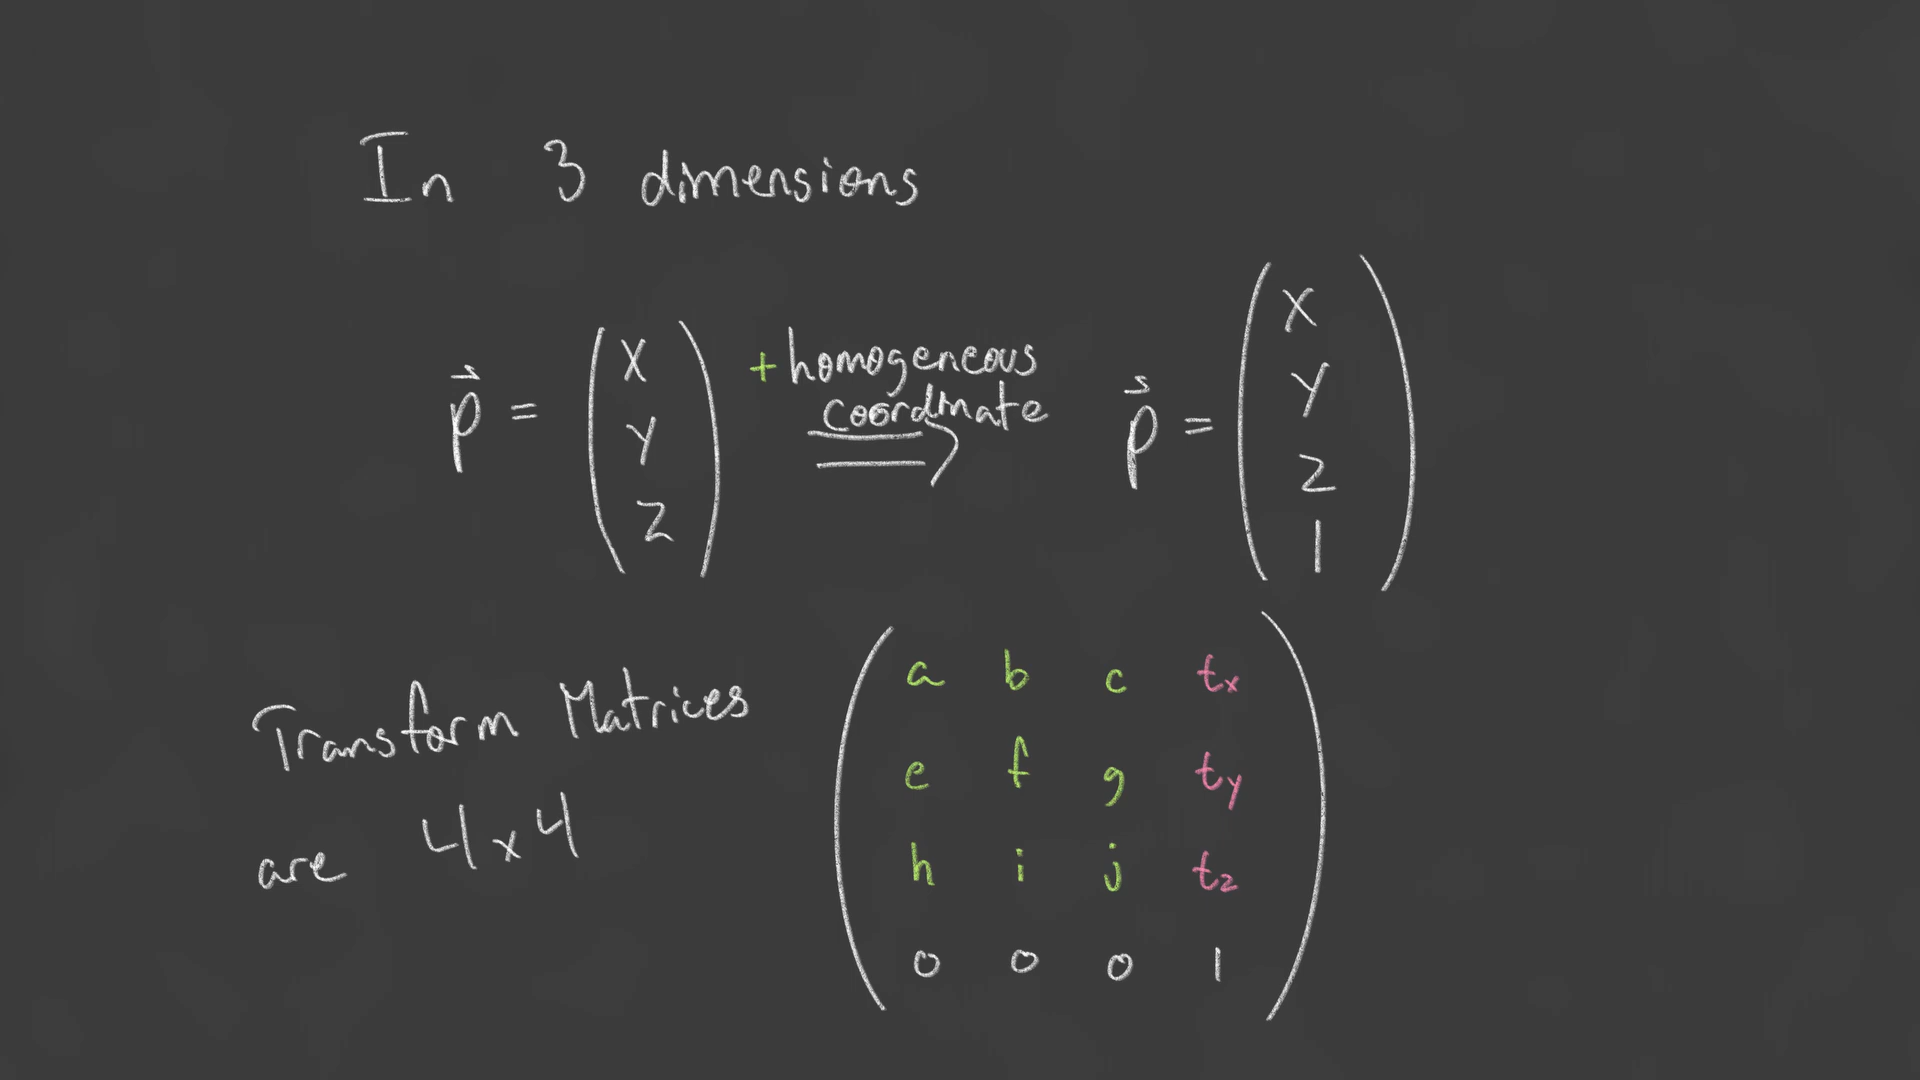 In 3 dimensions
p⃗ = (x y z) + homogeneous coordinate ⇒ p⃗ = (x y z 1)
Transform Matrices
are 4x4
a b c tx
e f g ty
h i j tz
0 0 0 1